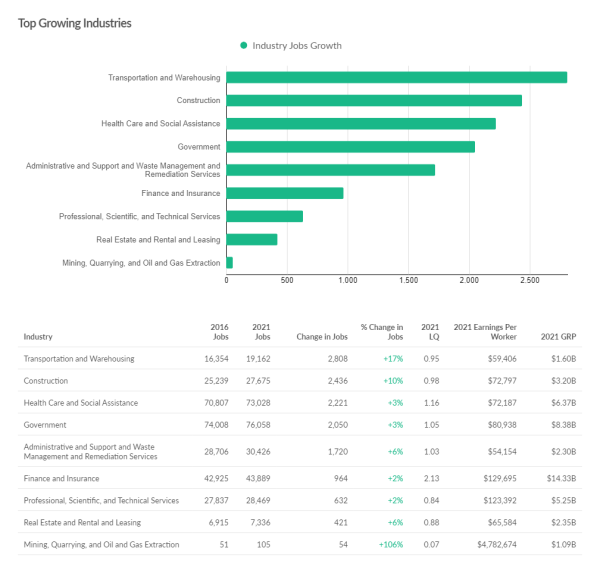 Top Growing Industries
Industry Jobs Growth
Transportation and Warehousing
Construction
Health Care and Social Assistance
Government
Administrative and Support and Waste Management and
Remediation Services
Finance and Insurance
Professional, Scientific, and Technical Services
Real Estate and Rental and Leasing
Mining, Quarrying, and Oil and Gas Extraction
0 500 1.000 1.500 2.000 2.500
Industry 2016 Jobs 2021 Jobs Change in Jobs % Change in Jobs 2021 LQ 2021 Earnings Per Worker 2021 GRP
Transportation and Warehousing 16,354 19,162 2,808 +17% 0.95 $59,406 $1.60B
Construction 25,239 27,675 2,436 +10% 0.98 $72,797 $3.20B
Health Care and Social Assistance 70,807 73,028 2,221 +3% 1.16 $72,187 $6.37B
Government 74,008 76,058 2,050 +3% 1.05 $80,938 $8.38B
Administrative and Support and Waste
Management and Remediation Services 28,706 30,426 1,720 +6% 1.03 $54,154 $2.30B
Finance and Insurance 42,925 43,889 964 +2% 2.13 $129,695 $14.33B
Professional, Scientific, and Technical Services 27,837 28,469 632 +2% 0.84 $123,392 $5.25B
Real Estate and Rental and Leasing 6,915 7,336 421 +6% 0.88 $65,584 $2.35B
Mining, Quarrying, and Oil and Gas Extraction 51 105 54 +106% 0.07 $4,782,674 $1.09B